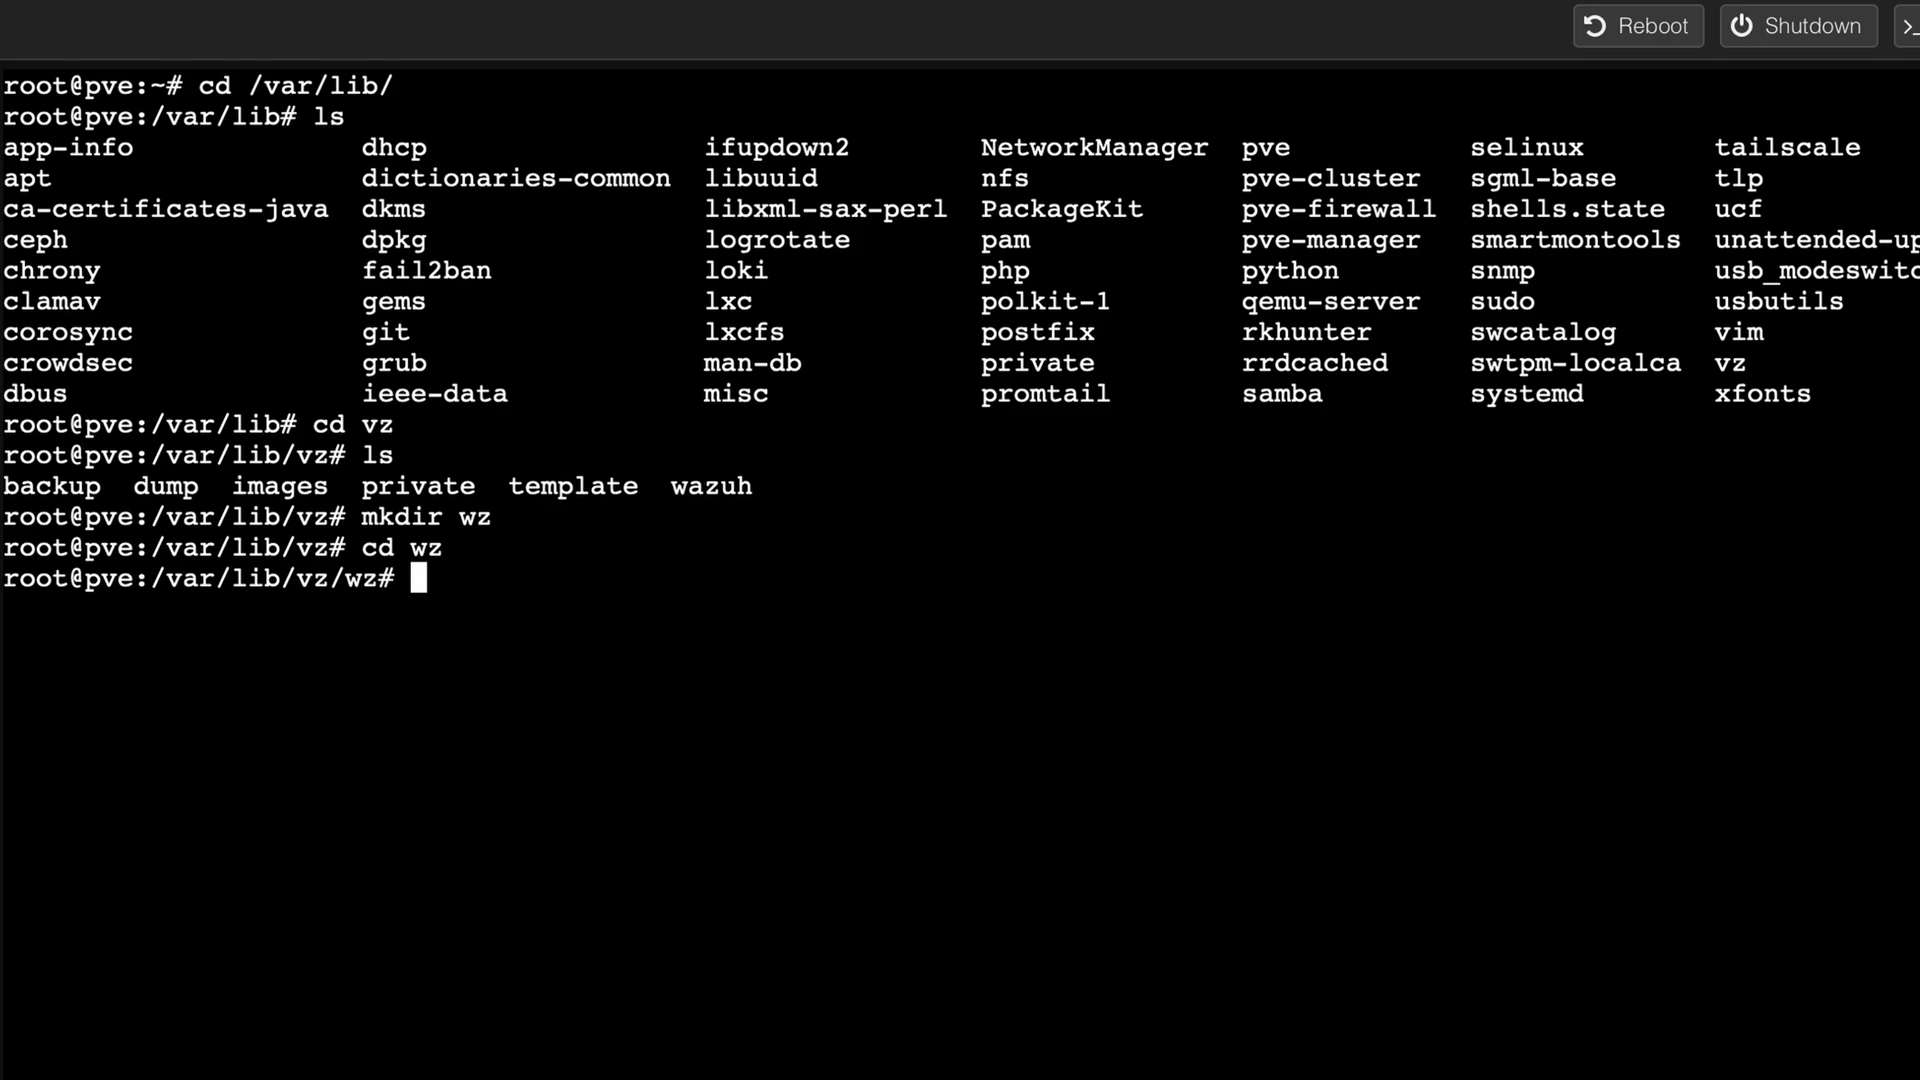 Reboot Shutdown
root@pve:~# cd /var/lib/
root@pve:/var/lib# ls
app-info dhcp ifupdown2 NetworkManager pve selinux tailscale
apt dictionaries-common libuuid nfs pve-cluster sgml-base tlp
ca-certificates-java dkms libxml-sax-perl PackageKit pve-firewall shells.state ucf
ceph dpkg logrotate pam pve-manager smartmontools unattended-up
chrony fail2ban loki php python snmp usb_modeswitc
clamav gems lxc polkit-1 qemu-server sudo usbutils
corosync git lxcfs postfix rkhunter swcatalog vim
crowdsec grub man-db private rrdcached swtpm-localca vz
dbus ieee-data misc promtail samba systemd xfonts
root@pve:/var/lib# cd vz
root@pve:/var/lib/vz# ls
backup dump images private template wazuh
root@pve:/var/lib/vz# mkdir wz
root@pve:/var/lib/vz# cd wz
root@pve:/var/lib/vz/wz#